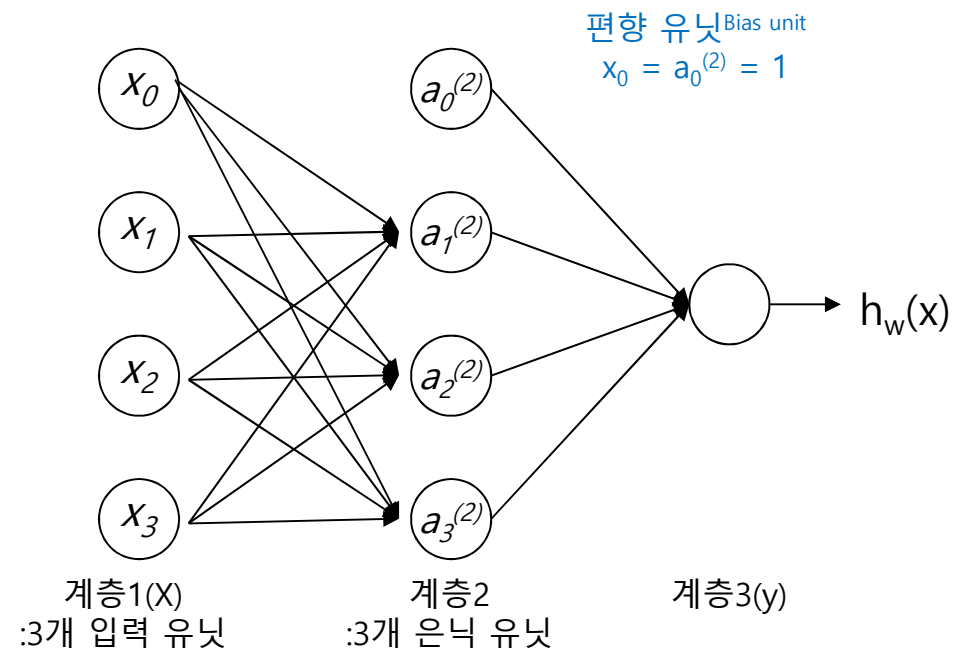 편향 유닛Bias unit
x₀ = a₀⁽²⁾ = 1
x₀
a₀⁽²⁾
x₁
a₁⁽²⁾
h_w(x)
x₂
a₂⁽²⁾
x₃
a₃⁽²⁾
계층1(X)
:3개 입력 유닛
계층2
:3개 은닉 유닛
계층3(y)